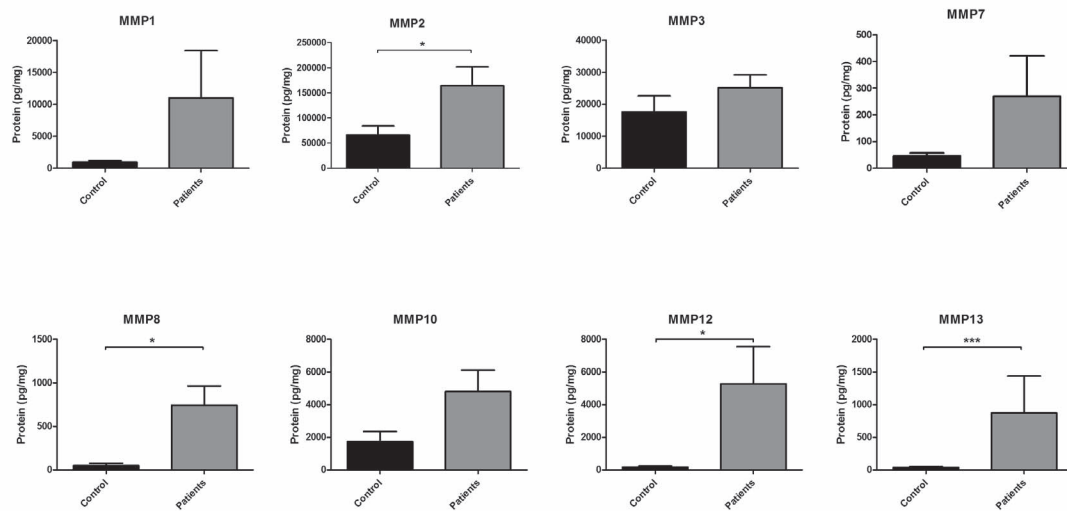 MMP1
Protein (pg/mg)
20000
15000
10000
5000
0
Control
Patients
MMP2
Protein (pg/mg)
250000
200000
150000
100000
50000
0
*
Control
Patients
MMP3
Protein (pg/mg)
40000
30000
20000
10000
0
Control
Patients
MMP7
Protein (pg/mg)
500
400
300
200
100
0
Control
Patients
MMP8
Protein (pg/mg)
1500
1000
500
0
*
Control
Patients
MMP10
Protein (pg/mg)
8000
6000
4000
2000
0
Control
Patients
MMP12
Protein (pg/mg)
8000
6000
4000
2000
0
*
Control
Patients
MMP13
Protein (pg/mg)
2000
1500
1000
500
0
***
Control
Patients